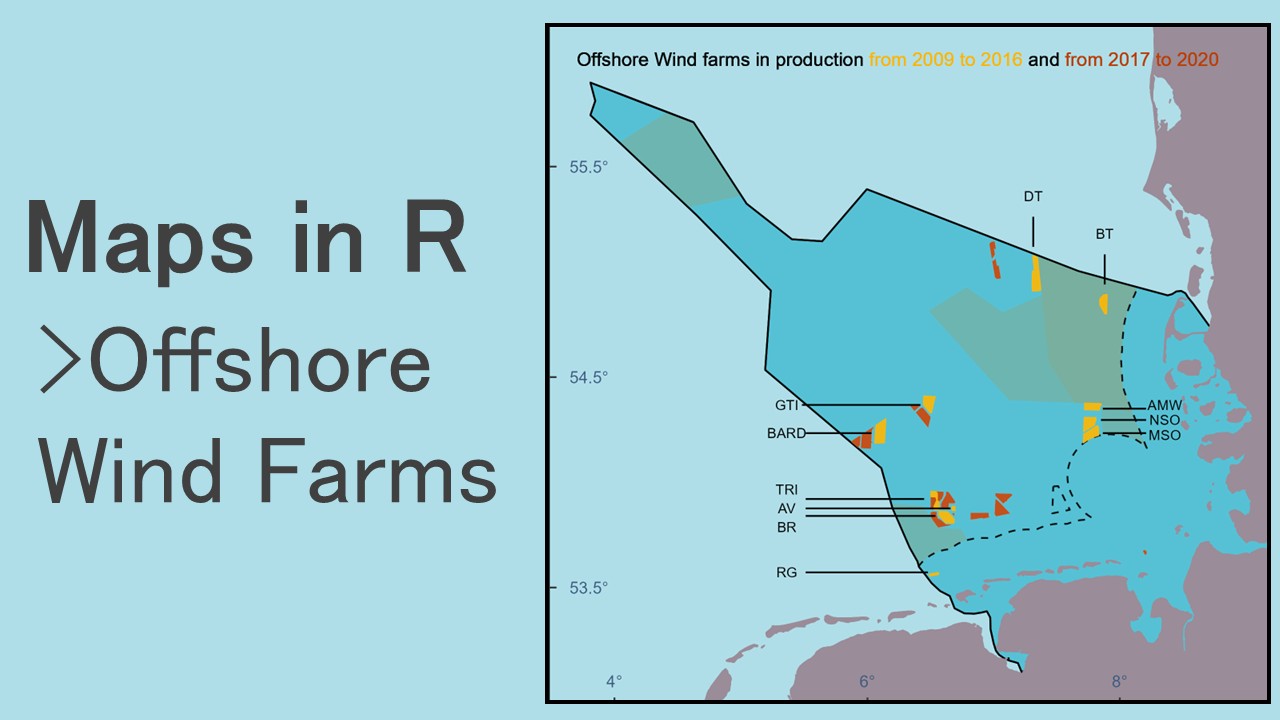 Maps in R
>Offshore
Wind Farms
Offshore Wind farms in production from 2009 to 2016 and from 2017 to 2020
55.5°
DT
BT
54.5°
GTI
AMW
NSO
BARD
MSO
TRI
AV
BR
RG
53.5°
4°
6°
8°